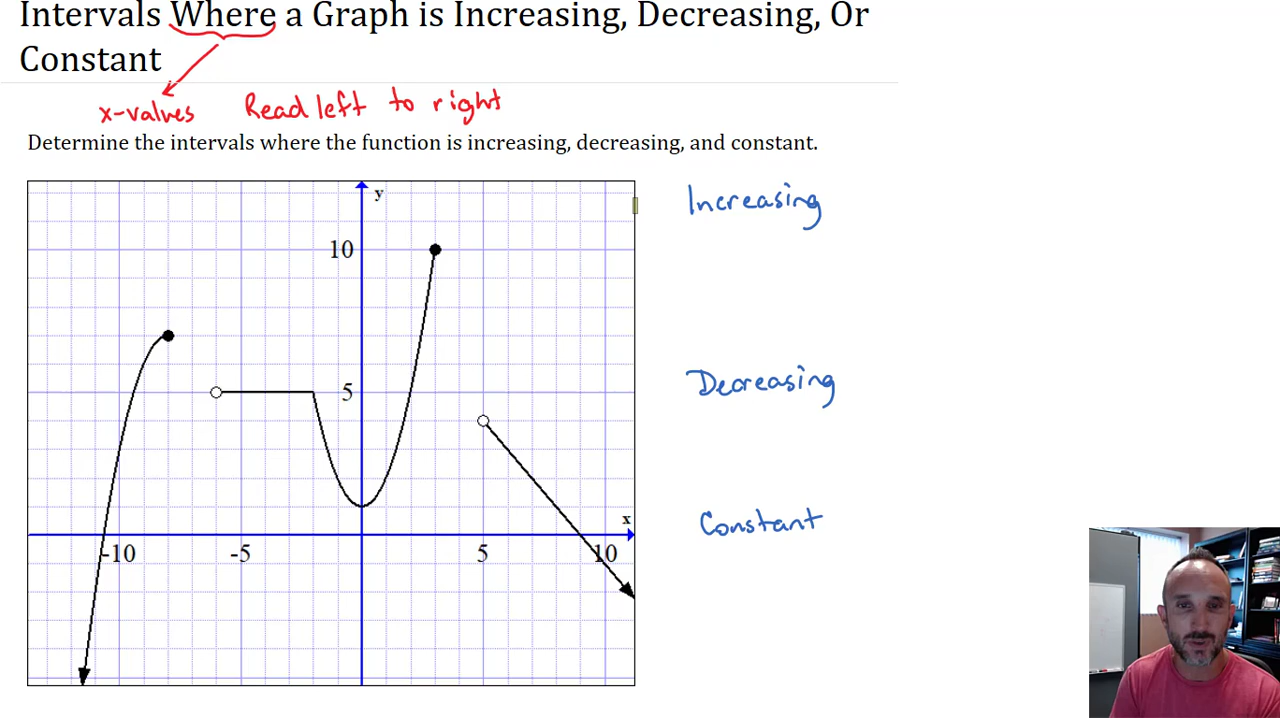 Intervals Where a Graph is Increasing, Decreasing, Or
Constant
x-values Read left to right
Determine the intervals where the function is increasing, decreasing, and constant.
y
Increasing
10
5
Decreasing
x
Constant
-10 -5 5 10